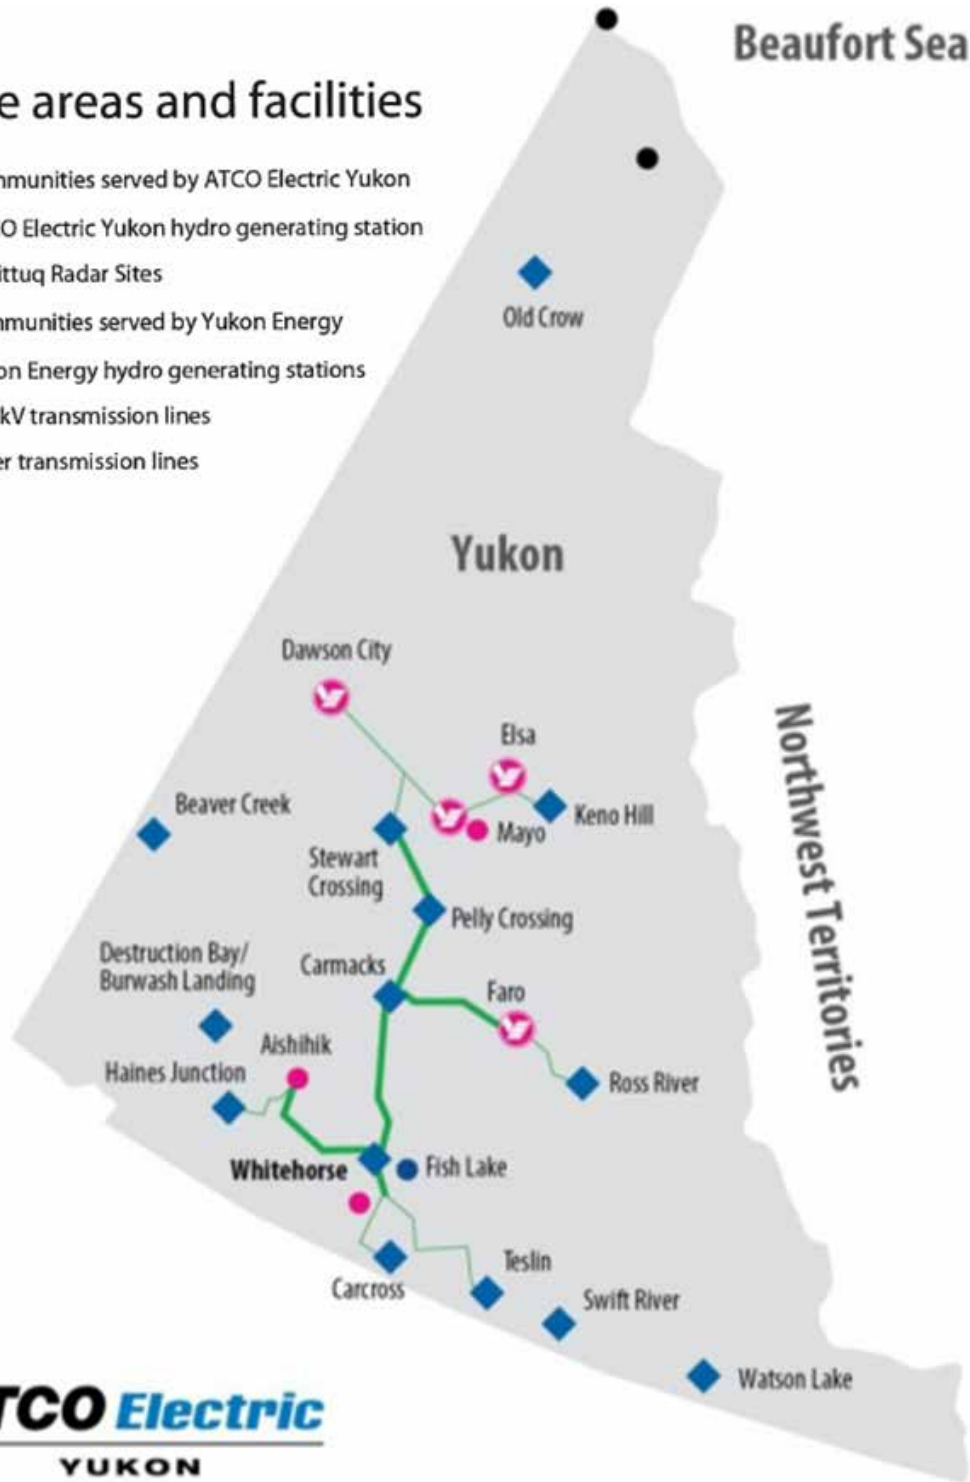 Beaufort Sea
e areas and facilities
mmunities served by ATCO Electric Yukon
O Electric Yukon hydro generating station
ittuq Radar Sites
mmunities served by Yukon Energy
on Energy hydro generating stations
kV transmission lines
er transmission lines
Old Crow
Yukon
Dawson City
Elsa
Beaver Creek
Keno Hill
Mayo
Stewart
Crossing
Pelly Crossing
Northwest Territories
Destruction Bay/
Burwash Landing
Carmacks
Faro
Aishihik
Haines Junction
Ross River
Whitehorse
Fish Lake
Teslin
Carcross
Swift River
Watson Lake
TCO Electric
YUKON